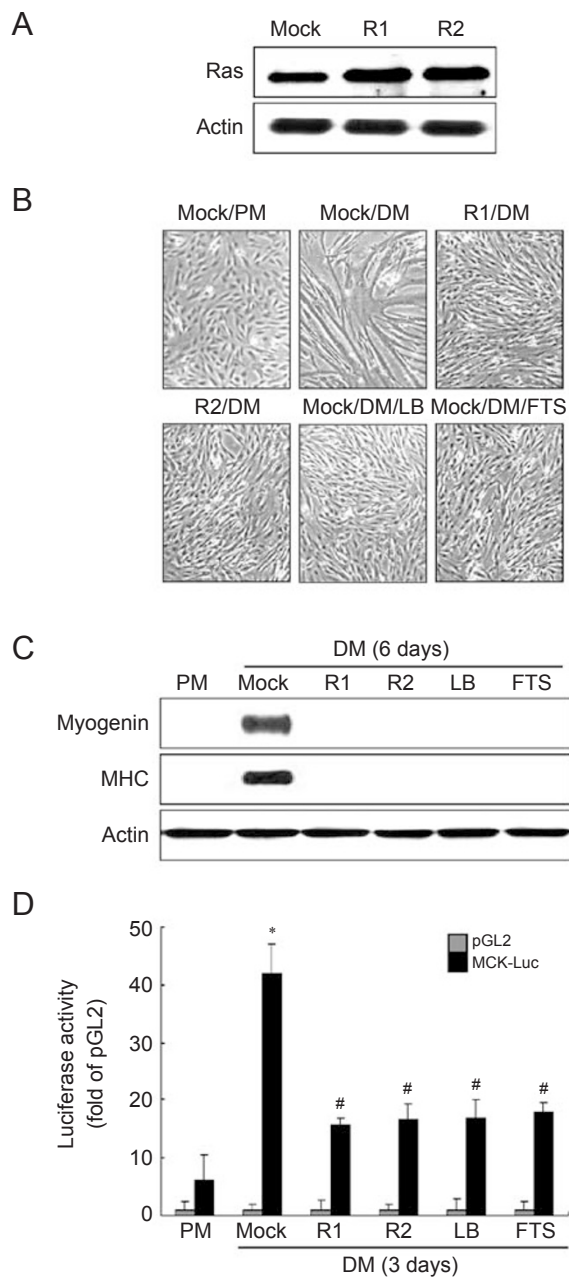 A
Mock R1 R2
Ras
Actin
B
Mock/PM Mock/DM R1/DM
R2/DM Mock/DM/LB Mock/DM/FTS
C
DM (6 days)
PM Mock R1 R2 LB FTS
Myogenin
MHC
Actin
D
50
40
30
20
10
0
Luciferase activity
(fold of pGL2)
pGL2
MCK-Luc
*
# # # #
PM Mock R1 R2 LB FTS
DM (3 days)